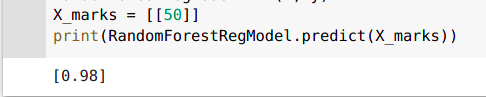 X_marks = [[50]]
print(RandomForestRegModel.predict(X_marks))
[0.98]